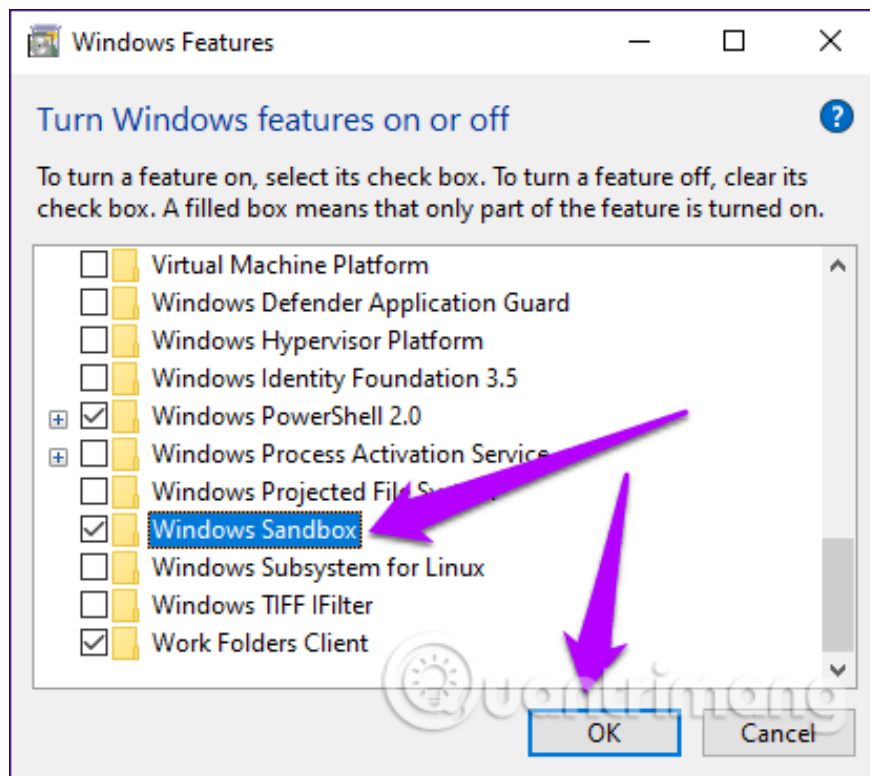 Windows Features
Turn Windows features on or off
To turn a feature on, select its check box. To turn a feature off, clear its
check box. A filled box means that only part of the feature is turned on.
Virtual Machine Platform
Windows Defender Application Guard
Windows Hypervisor Platform
Windows Identity Foundation 3.5
Windows PowerShell 2.0
Windows Process Activation Service
Windows Projected File System
Windows Sandbox
Windows Subsystem for Linux
Windows TIFF IFilter
Work Folders Client
Quantrimang
OK
Cancel